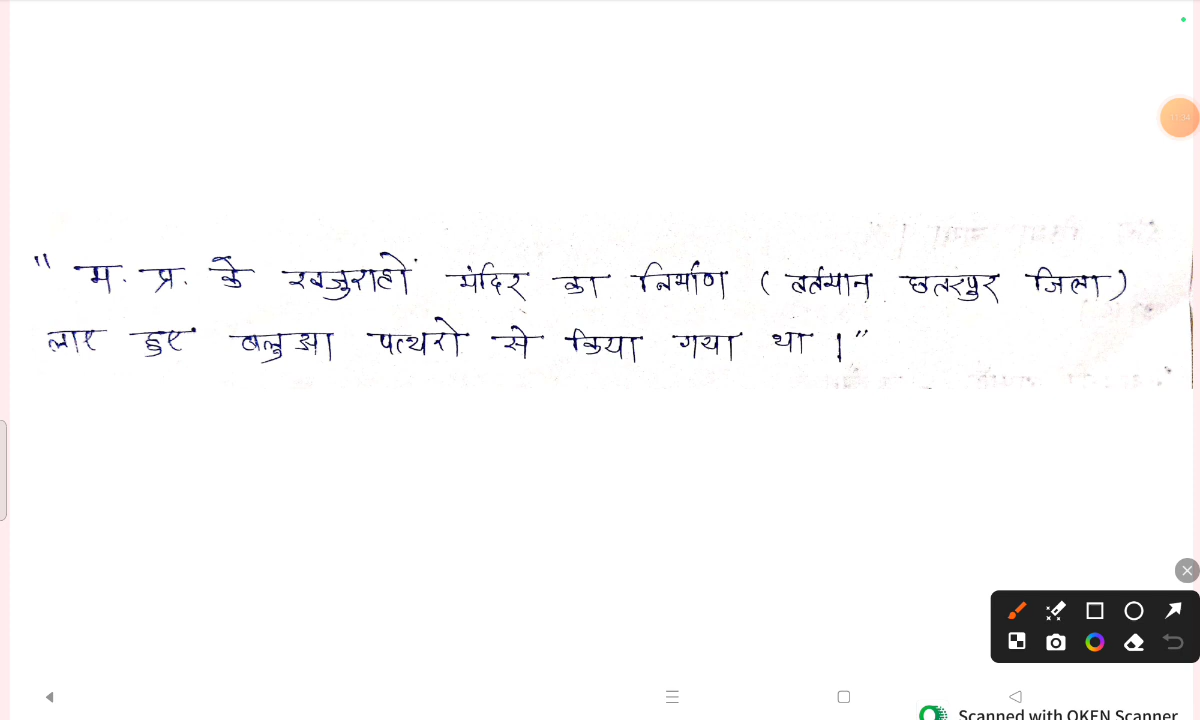 " म. प्र. के खजुराहों मंदिर का निर्माण ( वर्तमान छतरपुर जिला )
लाए हुए बलुआ पत्थरो से किया गया था ।"
Scanned with OKEN Scanner